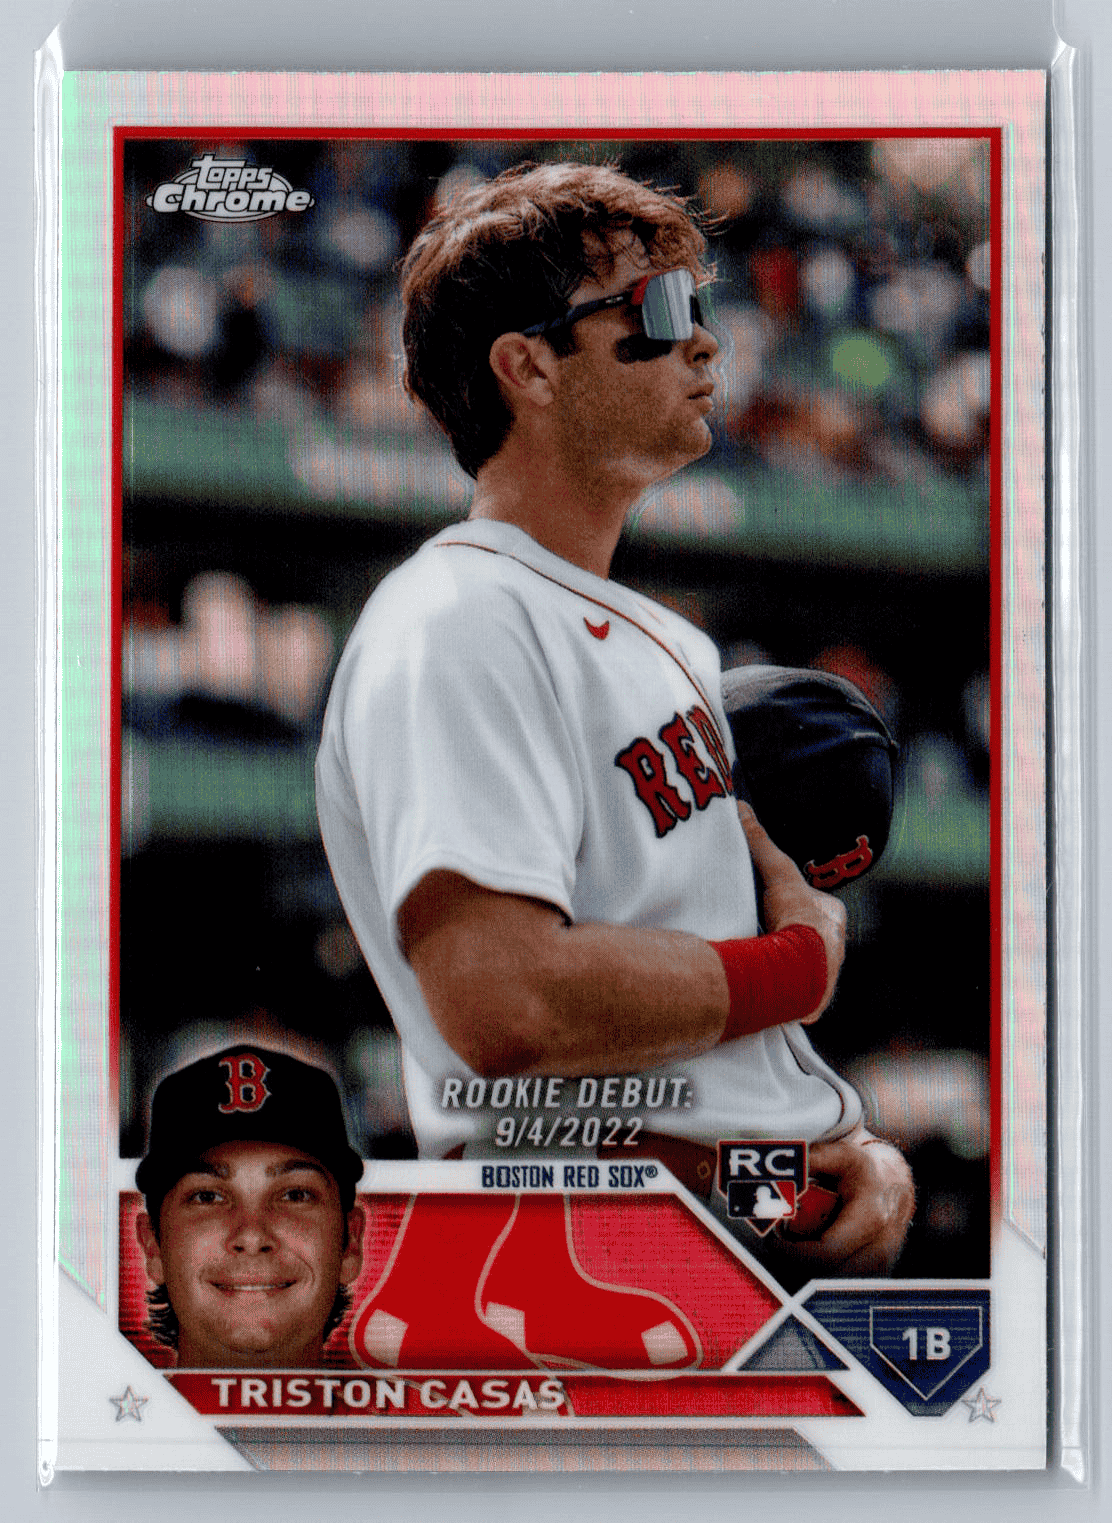 topps
Chrome
RED
B
ROOKIE DEBUT:
9/4/2022
BOSTON RED SOX®
RC
B
1B
TRISTON CASAS